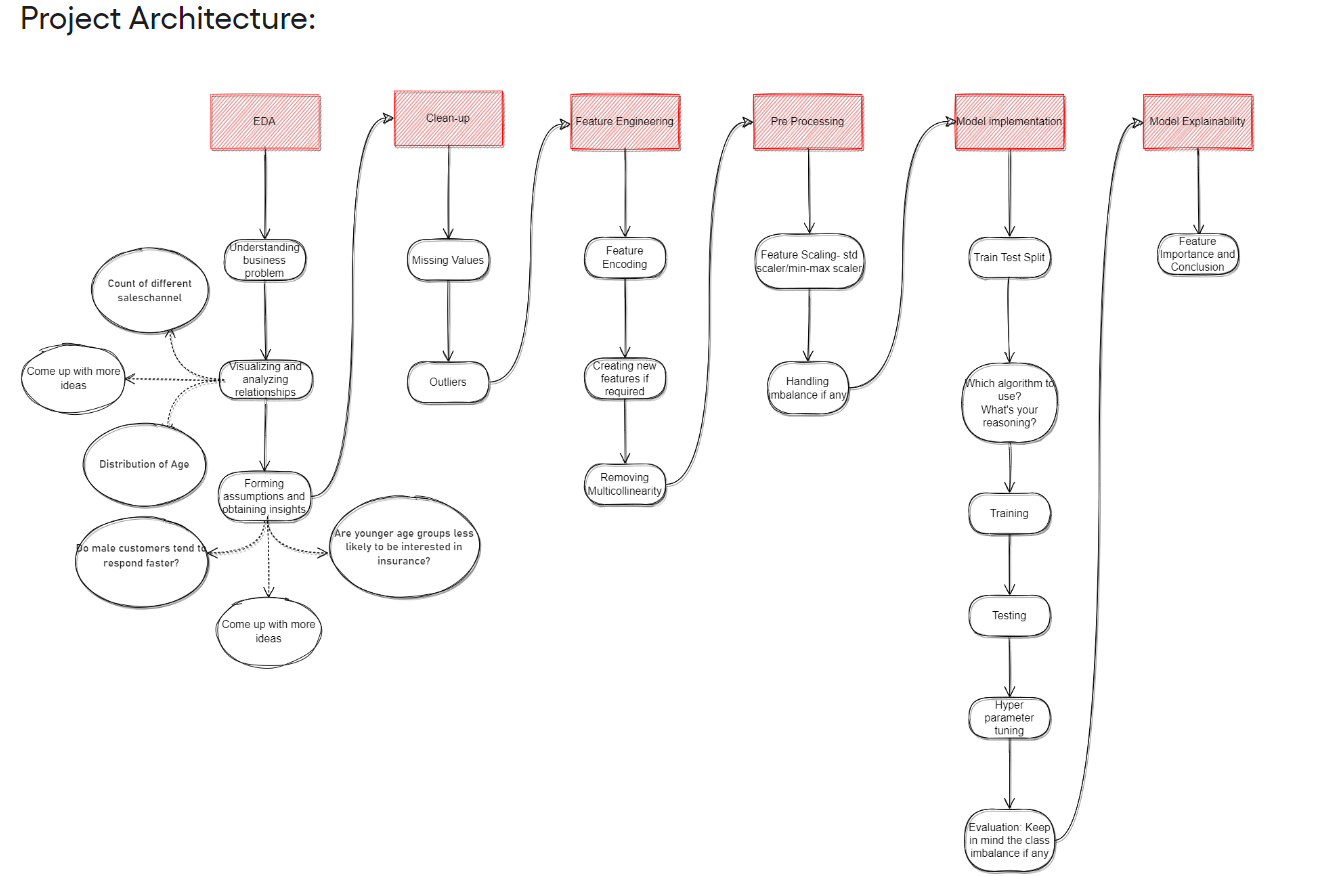 Project Architecture:
EDA
Understanding
business
problem
Visualizing and
analyzing
relationships
Count of different
saleschannel
Come up with more
ideas
Distribution of Age
Forming
assumptions and
obtaining insights
Do male customers tend to
respond faster?
Come up with more
ideas
Are younger age groups less
likely to be interested in
insurance?
Clean-up
Missing Values
Outliers
Feature Engineering
Feature
Encoding
Creating new
features if
required
Removing
Multicollinearity
Pre Processing
Feature Scaling- std
scaler/min-max scaler
Handling
imbalance if any
Model implementation
Train Test Split
Which algorithm to
use?
What's your
reasoning?
Training
Testing
Hyper
parameter
tuning
Evaluation: Keep
in mind the class
imbalance if any
Model Explainability
Feature
Importance and
Conclusion